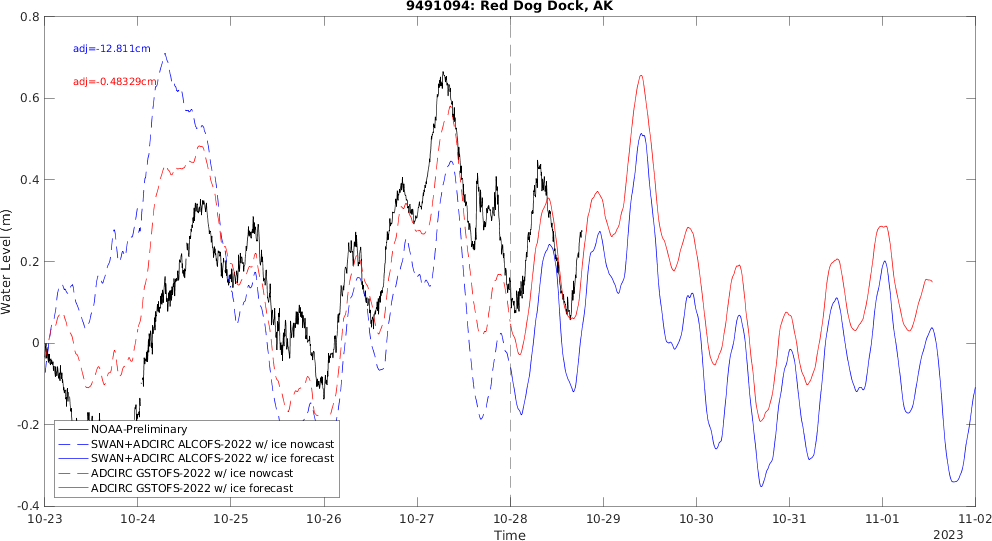 9491094: Red Dog Dock, AK
adj=-12.811cm
adj=-0.48329cm
Water Level (m)
0.8
0.6
0.4
0.2
0
-0.2
-0.4
NOAA-Preliminary
SWAN+ADCIRC ALCOFS-2022 w/ ice nowcast
SWAN+ADCIRC ALCOFS-2022 w/ ice forecast
ADCIRC GSTOFS-2022 w/ ice nowcast
ADCIRC GSTOFS-2022 w/ ice forecast
10-23 10-24 10-25 10-26 10-27 10-28 10-29 10-30 10-31 11-01 11-02
Time
2023